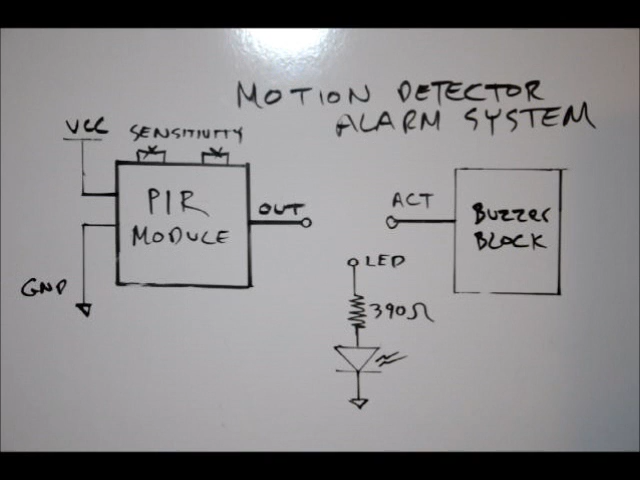 MOTION DETECTOR
ALARM SYSTEM
VCC
SENSITIVITY
PIR
MODULE
OUT
GND
ACT
BUZZER
BLOCK
LED
390Ω